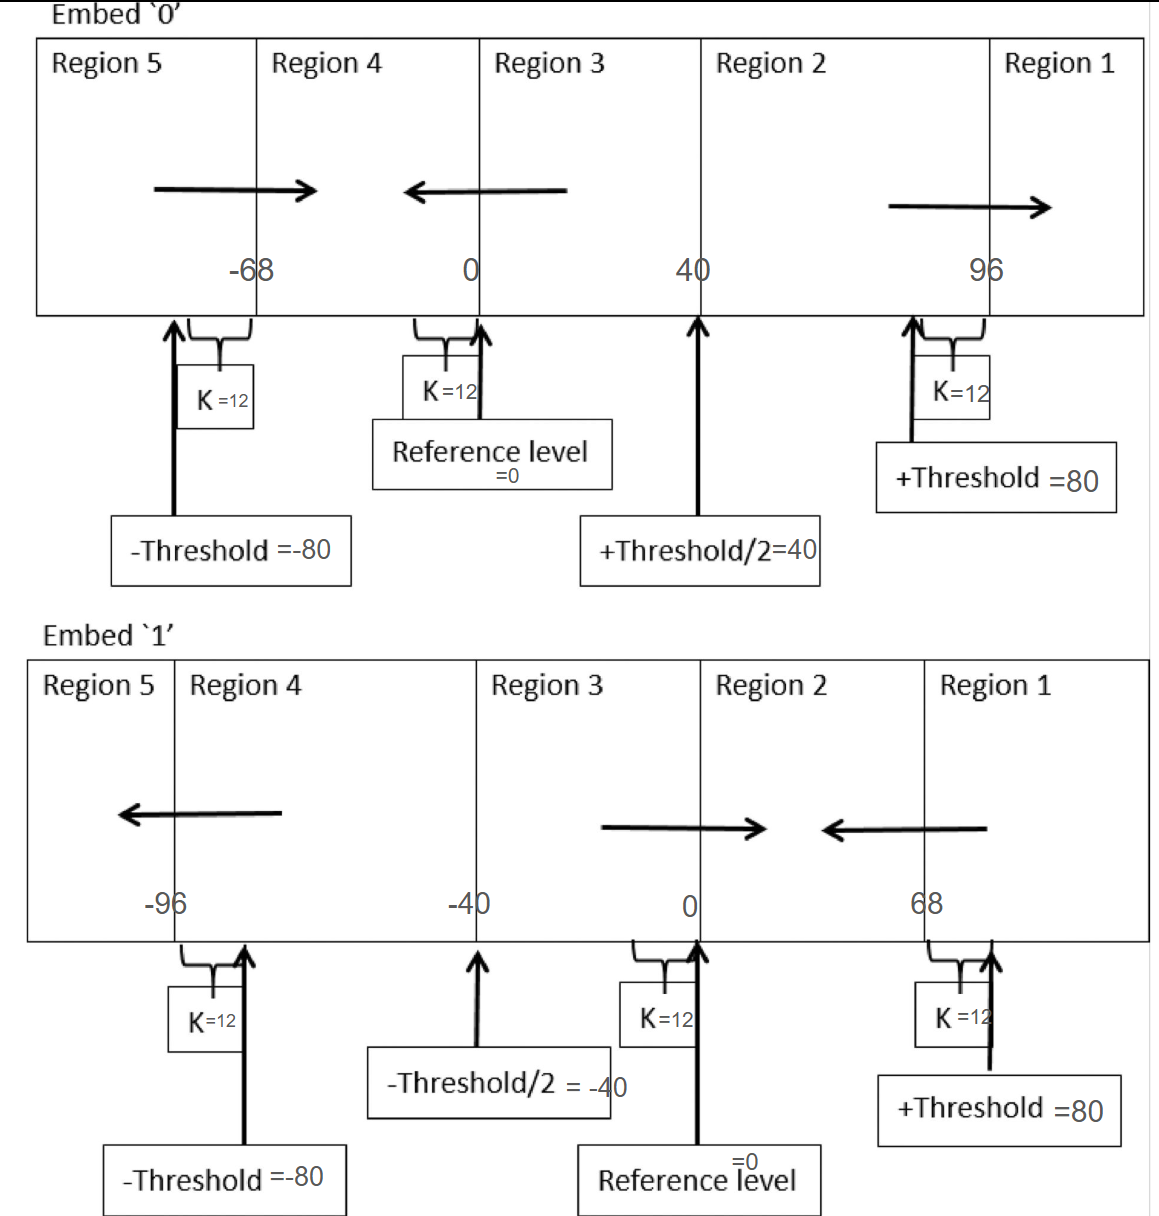 Embed `0’
Region 5 Region 4 Region 3 Region 2 Region 1
-68 0 40 96
K =12 K =12 K=12
Reference level
=0
+Threshold =80
-Threshold =-80 +Threshold/2=40
Embed `1’
Region 5 Region 4 Region 3 Region 2 Region 1
-96 -40 0 68
K=12 K=12 K =12
-Threshold/2 = -40
+Threshold =80
-Threshold =-80
=0
Reference level